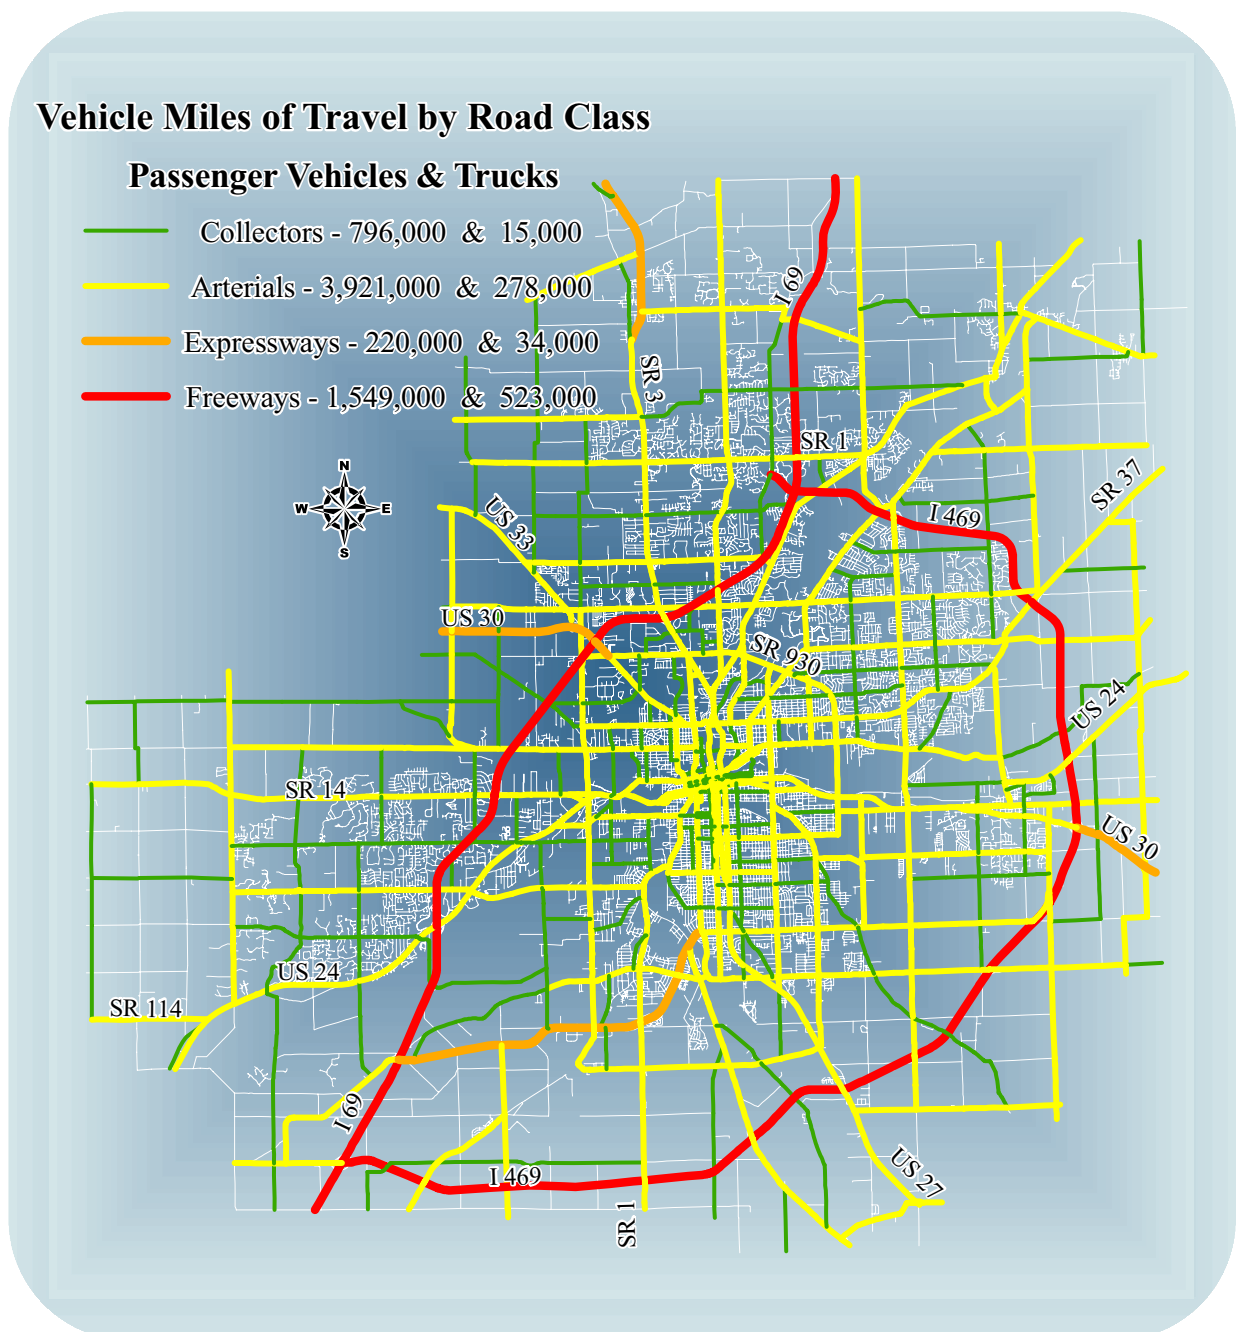 Vehicle Miles of Travel by Road Class
Passenger Vehicles & Trucks
Collectors - 796,000 & 15,000
Arterials - 3,921,000 & 278,000
Expressways - 220,000 & 34,000
Freeways - 1,549,000 & 523,000
I 69
SR 3
SR 1
N
W E
S
US 33
SR 37
I 469
US 30
SR 930
US 24
SR 14
US 30
US 24
SR 114
I 69
I 469
SR 1
US 27